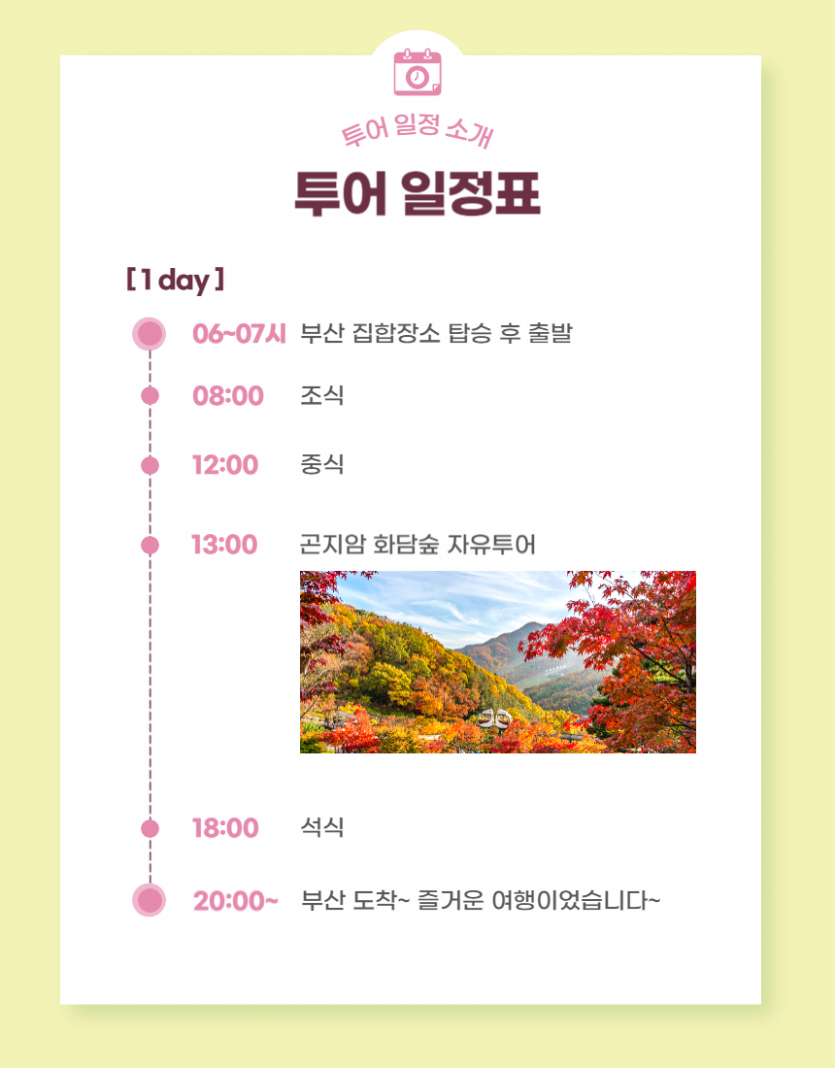 투어 일정 소개
투어 일정표
[ 1 day ]
06~07시 부산 집합장소 탑승 후 출발
08:00 조식
12:00 중식
13:00 곤지암 화담숲 자유투어
18:00 석식
20:00~ 부산 도착~ 즐거운 여행이었습니다~